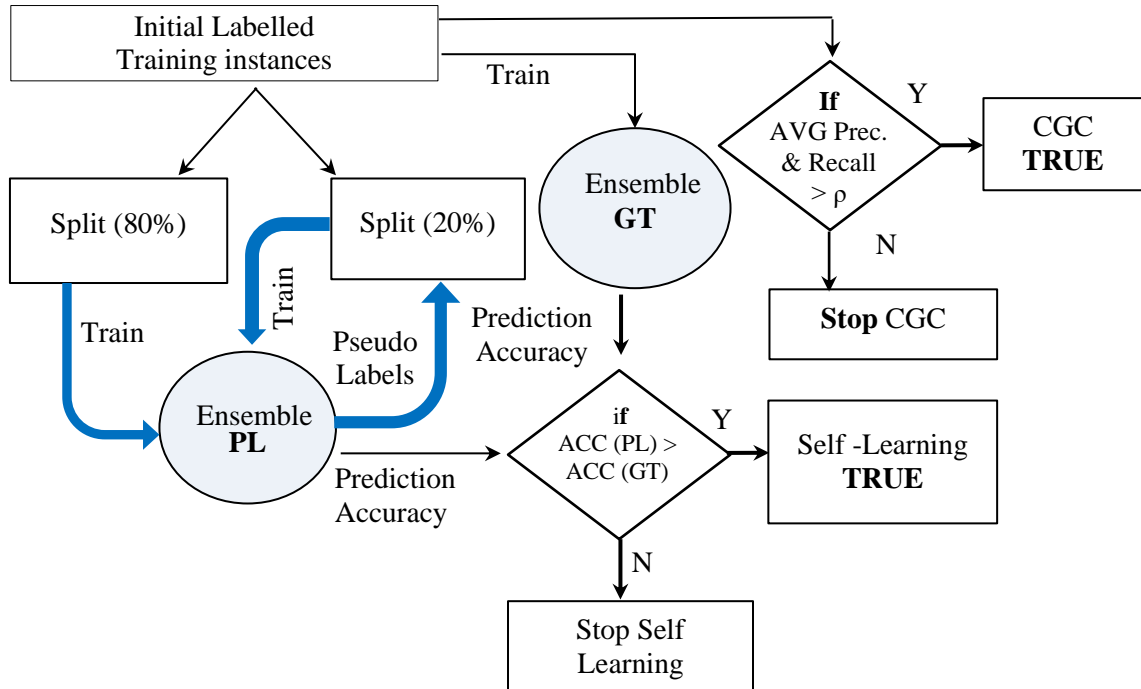 Initial Labelled
Training instances
Train
If
AVG Prec.
& Recall
> ρ
Y
CGC
TRUE
N
Stop CGC
Split (80%)
Split (20%)
Ensemble
GT
Train
Train
Pseudo
Labels
Prediction
Accuracy
Ensemble
PL
Prediction
Accuracy
if
ACC (PL) >
ACC (GT)
Y
Self -Learning
TRUE
N
Stop Self
Learning